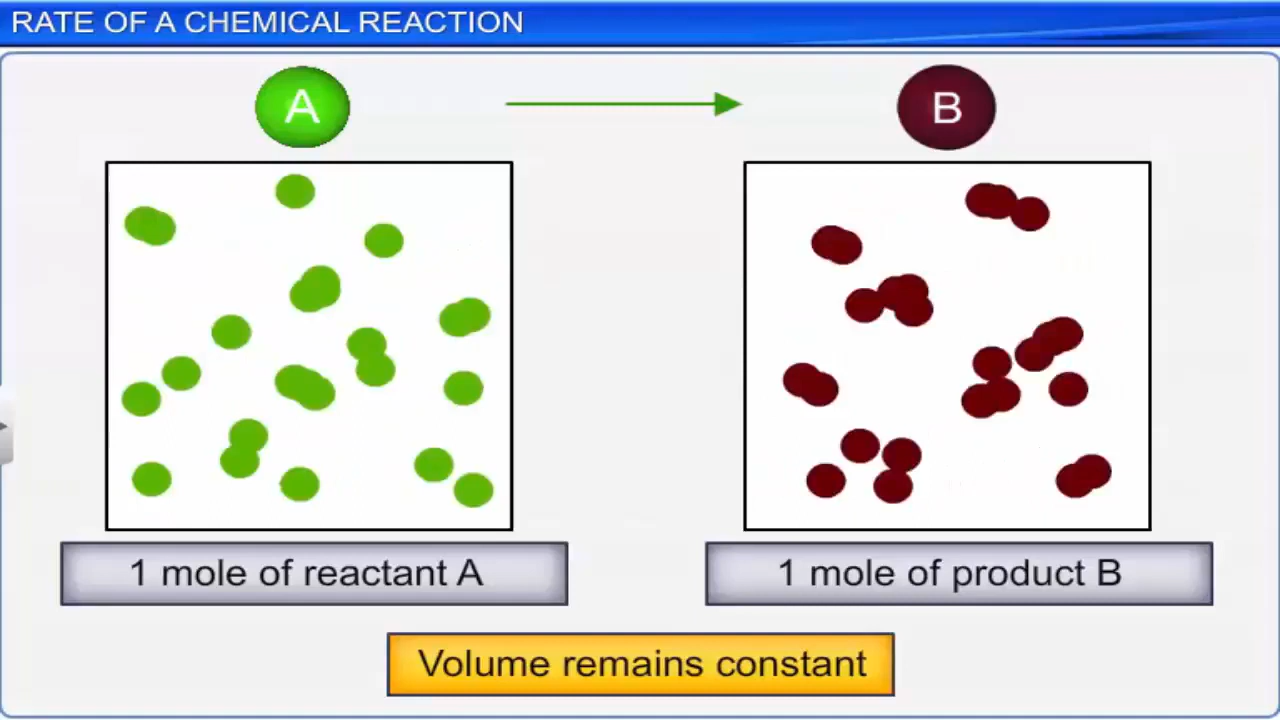 RATE OF A CHEMICAL REACTION
A
B
1 mole of reactant A
1 mole of product B
Volume remains constant